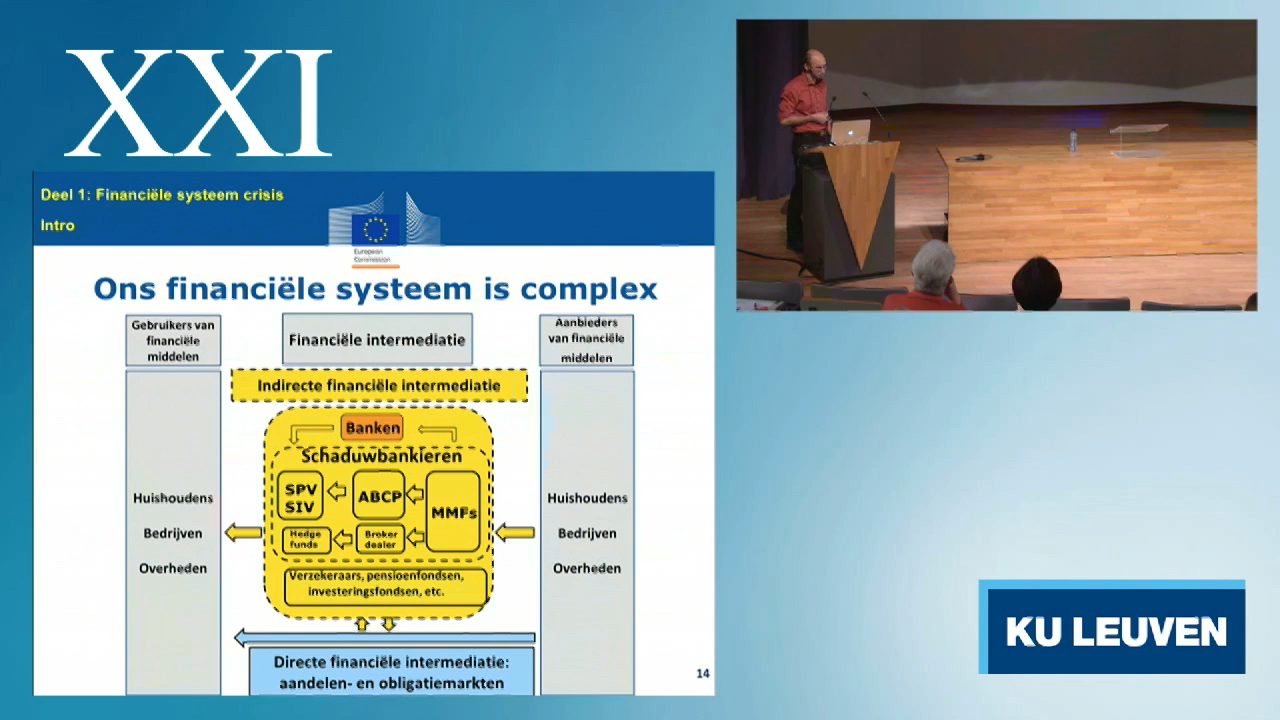 XXI
Deel 1: Financiële systeem crisis
Intro
European
Commission
Ons financiële systeem is complex
Gebruikers van
financiële
middelen
Financiële intermediatie
Aanbieders
van financiële
middelen
Indirecte financiële intermediatie
Banken
Schaduwbankieren
SPV
SIV
ABCP
MMFs
Hedge
funds
Broker
dealer
Verzekeraars, pensioenfondsen,
investeringsfondsen, etc.
Huishoudens
Bedrijven
Overheden
Huishoudens
Bedrijven
Overheden
Directe financiële intermediatie:
aandelen- en obligatiemarkten
14
KU LEUVEN